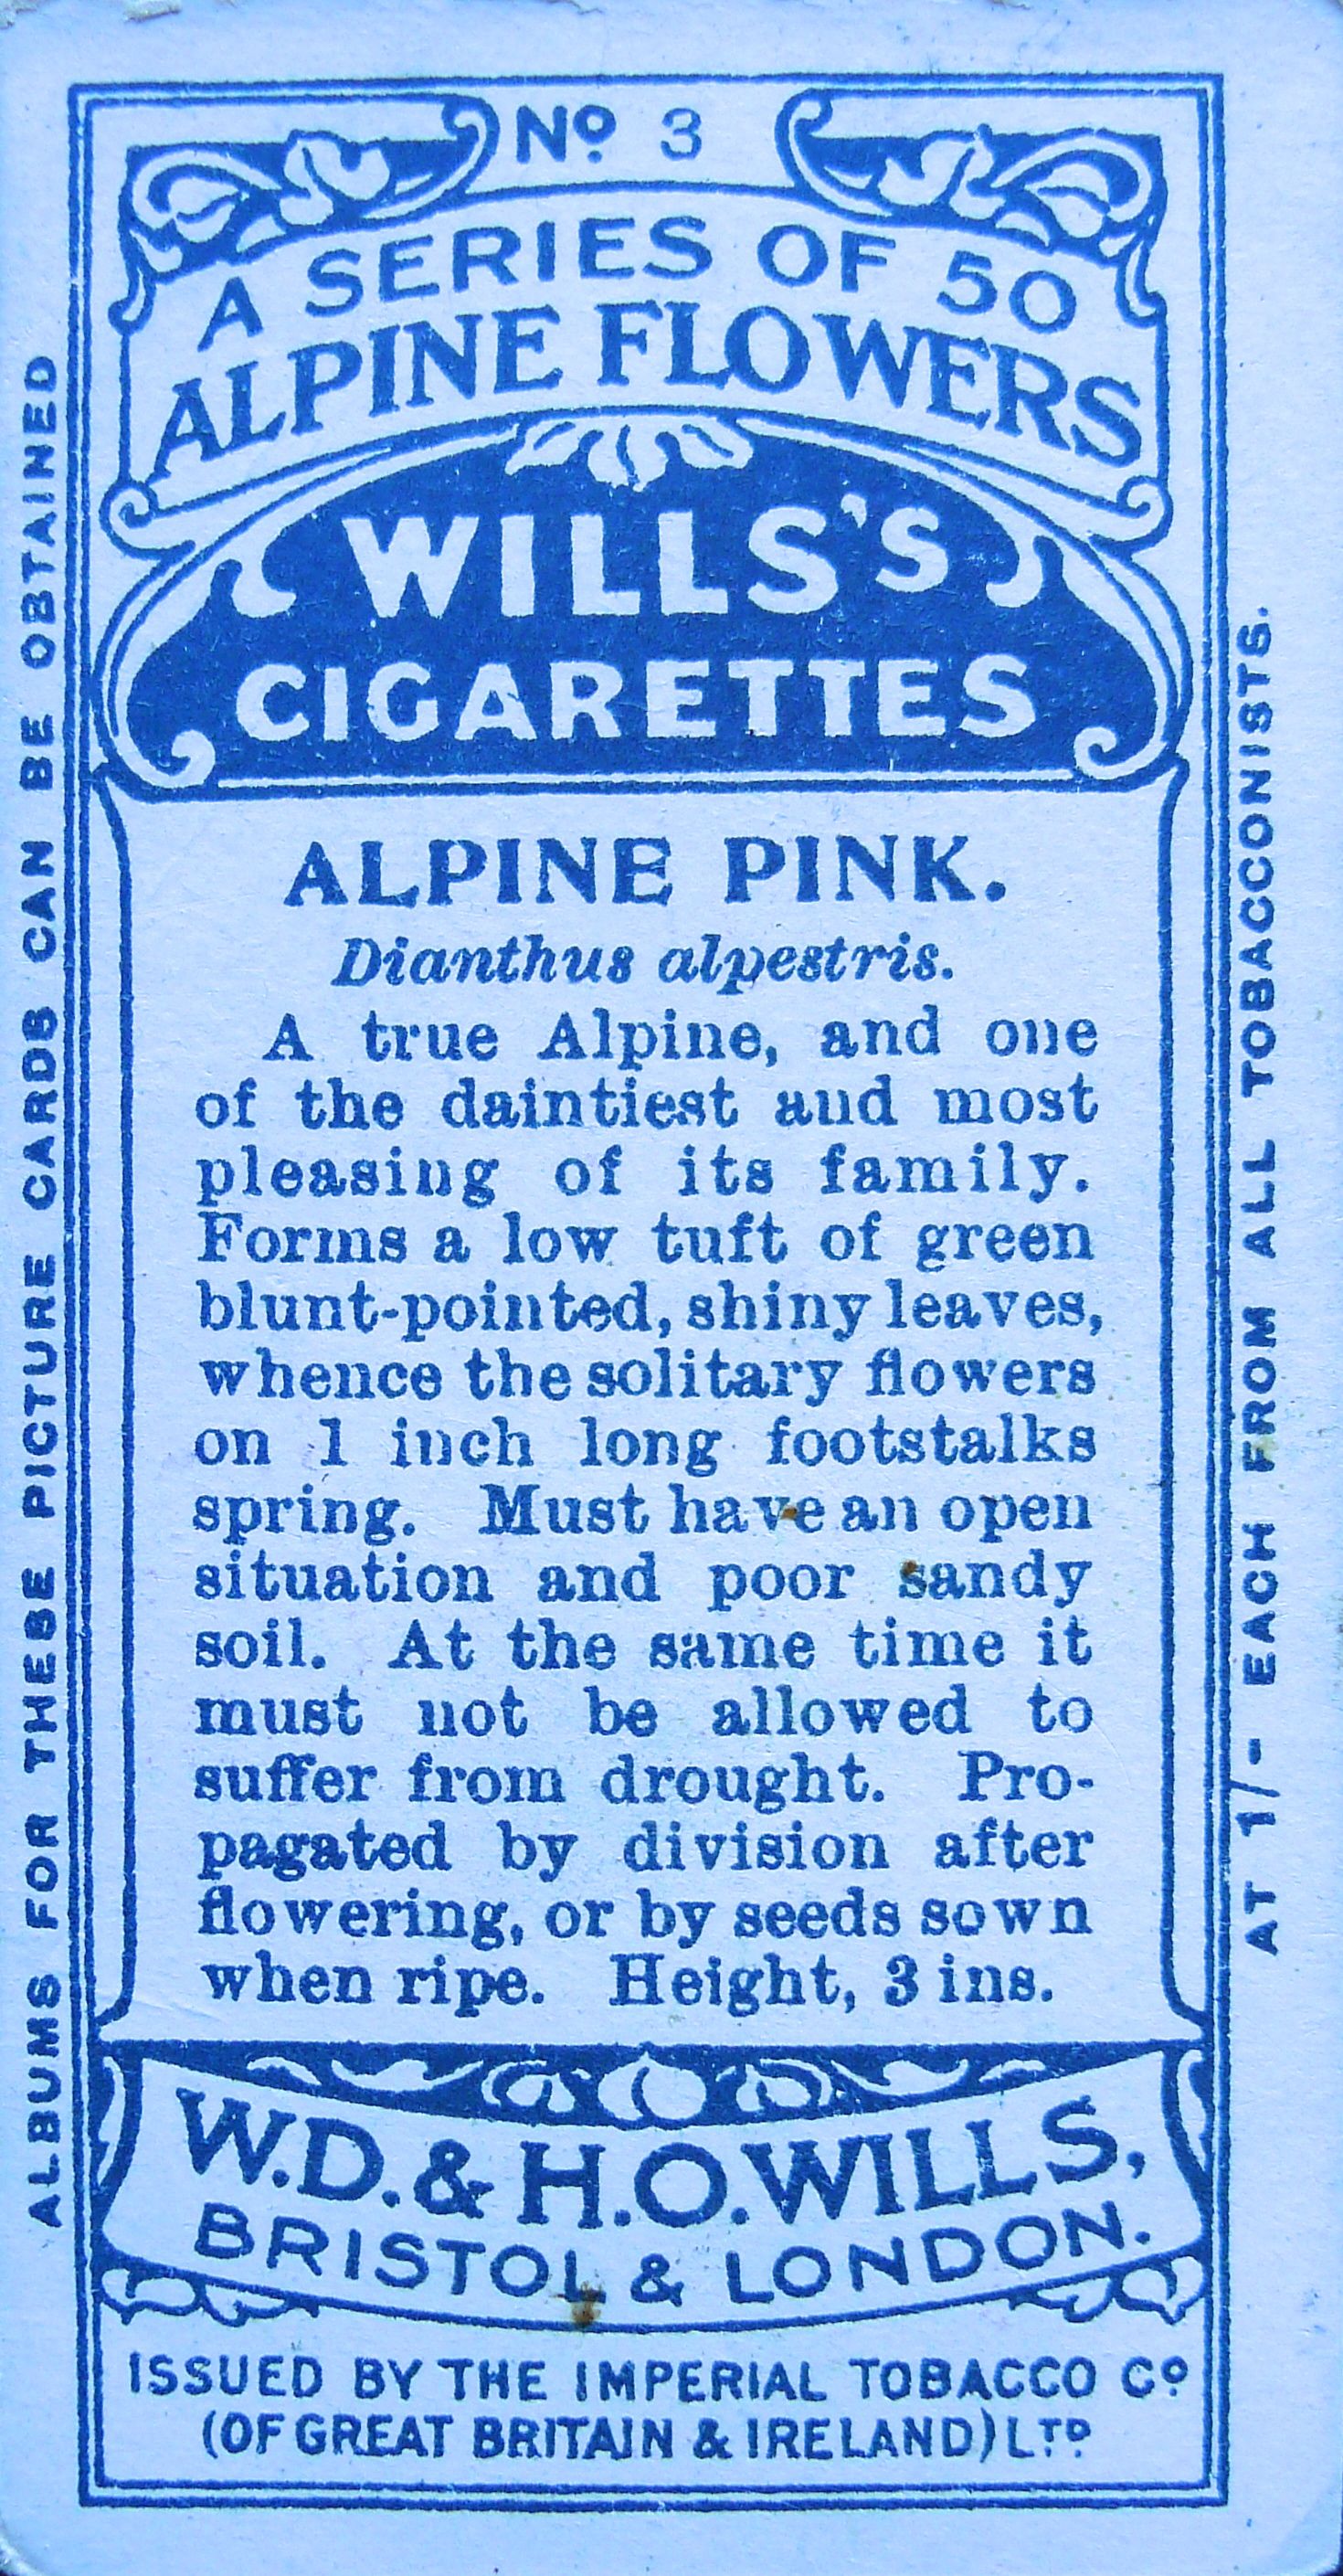 Nº 3
A SERIES OF 50
ALPINE FLOWERS
WILLS'S
CIGARETTES
ALPINE PINK.
Dianthus alpestris.
A true Alpine, and one
of the daintiest and most
pleasing of its family.
Forms a low tuft of green
blunt-pointed, shiny leaves,
whence the solitary flowers
on 1 inch long footstalks
spring. Must have an open
situation and poor sandy
soil. At the same time it
must not be allowed to
suffer from drought. Pro-
pagated by division after
flowering, or by seeds sown
when ripe. Height, 3 ins.
W.D. & H.O. WILLS,
BRISTOL & LONDON.
ISSUED BY THE IMPERIAL TOBACCO Cº
(OF GREAT BRITAIN & IRELAND) LTD
ALBUMS FOR THESE PICTURE CARDS CAN BE OBTAINED
AT 1/- EACH FROM ALL TOBACCONISTS.